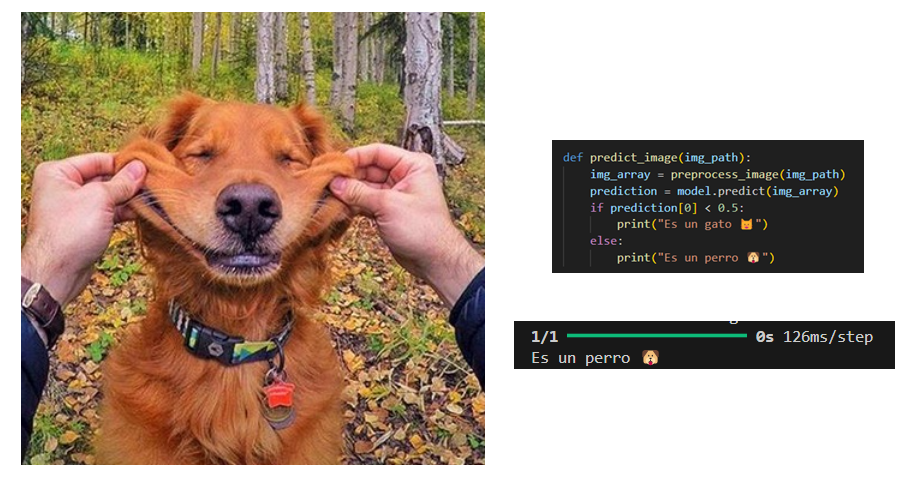 def predict_image(img_path):
    img_array = preprocess_image(img_path)
    prediction = model.predict(img_array)
    if prediction[0] < 0.5:
        print("Es un gato 🐱")
    else:
        print("Es un perro 🐶")
1/1 0s 126ms/step
Es un perro 🐶